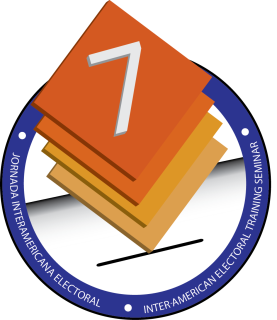 7
JORNADA INTERAMERICANA ELECTORAL
INTER-AMERICAN ELECTORAL TRAINING SEMINAR